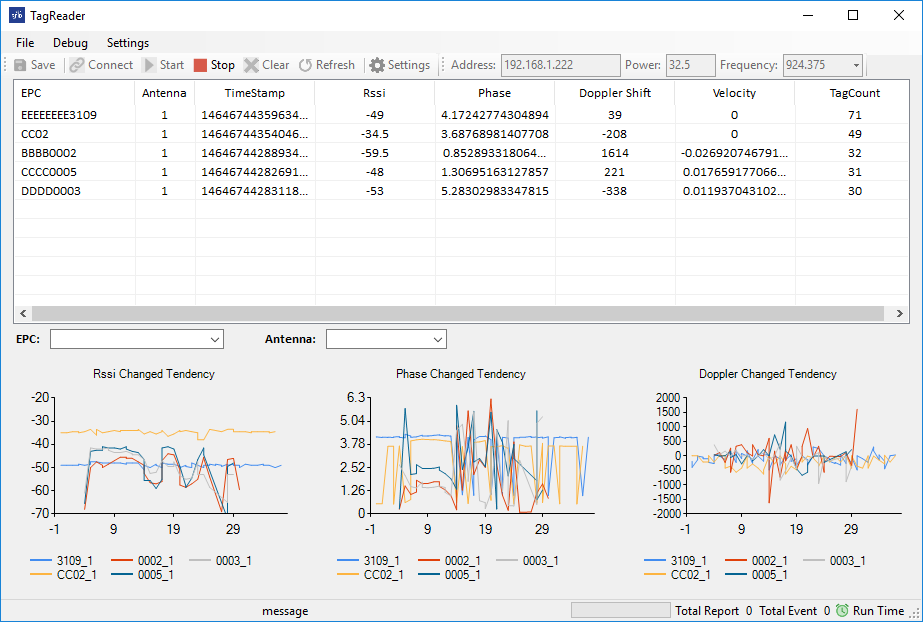 TagReader
File Debug Settings
Save Connect Start Stop Clear Refresh Settings Address: 192.168.1.222 Power: 32.5 Frequency: 924.375
EPC Antenna TimeStamp Rssi Phase Doppler Shift Velocity TagCount
EEEEEEEE3109 1 14646744359634... -49 4.17242774304894 39 0 71
CC02 1 14646744354046... -34.5 3.68768981407708 -208 0 49
BBBB0002 1 14646744288934... -59.5 0.852893318064... 1614 -0.026920746791... 32
CCCC0005 1 14646744282691... -48 1.30695163127857 221 0.017659177066... 31
DDDD0003 1 14646744283118... -53 5.28302983347815 -338 0.011937043102... 30
EPC: Antenna:
Rssi Changed Tendency Phase Changed Tendency Doppler Changed Tendency
-20 6.3 2000
-30 5.04 1500
-40 3.78 1000
-50 2.52 500
-60 1.26 0
-70 0 -500
-1000
-1500
-2000
-1 9 19 29 -1 9 19 29 -1 9 19 29
3109_1 0002_1 0003_1 3109_1 0002_1 0003_1 3109_1 0002_1 0003_1
CC02_1 0005_1 CC02_1 0005_1 CC02_1 0005_1
message Total Report 0 Total Event 0 Run Time